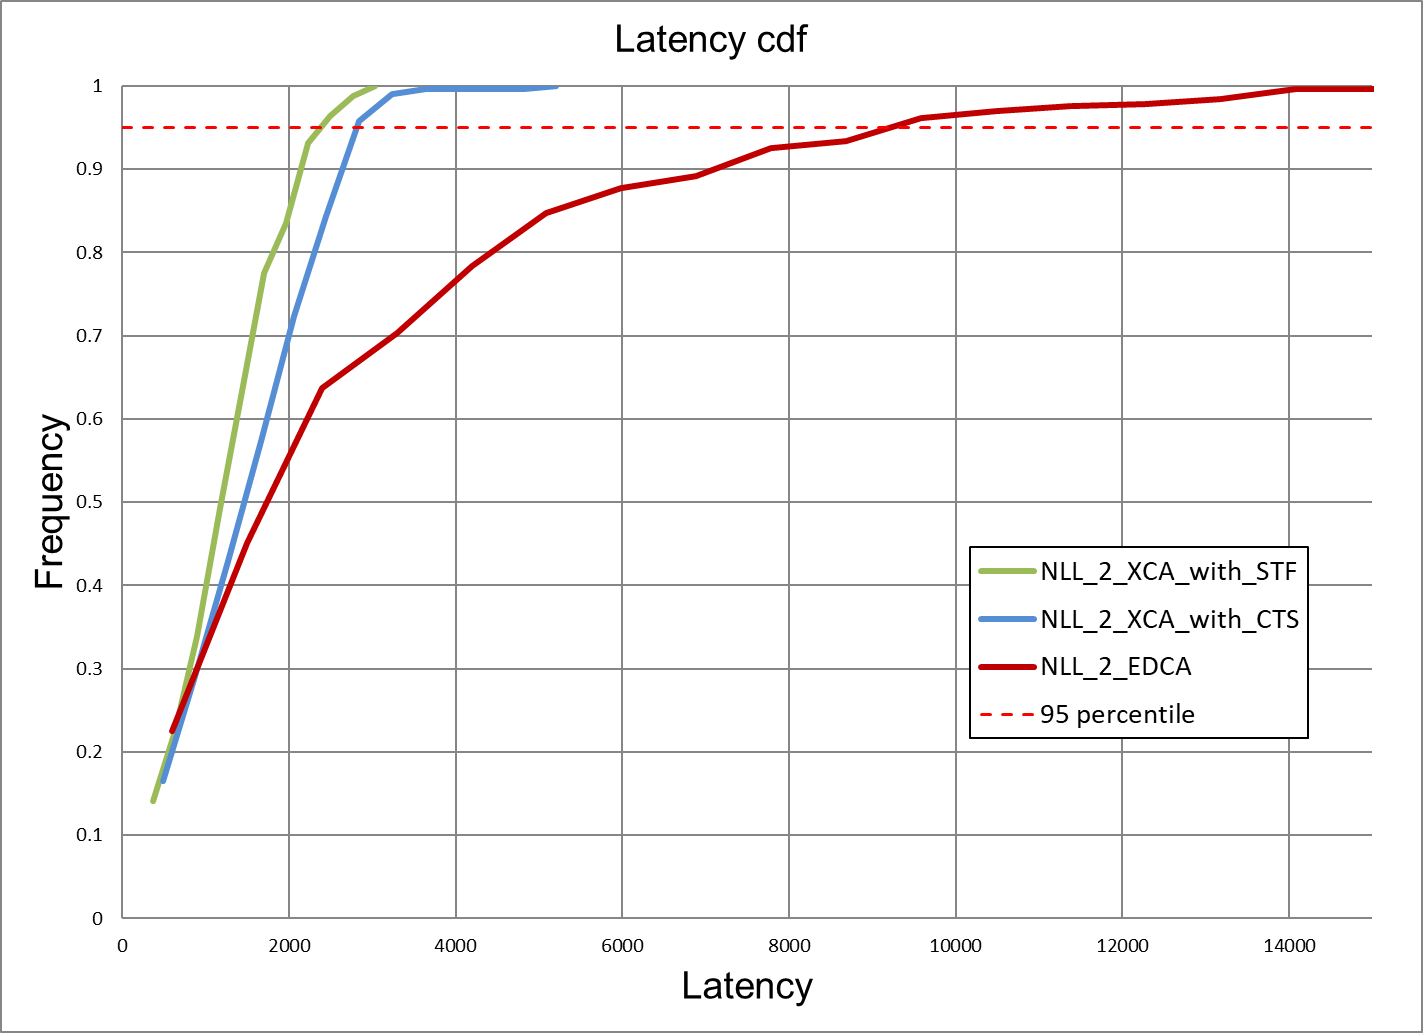 Latency cdf
1
0.9
0.8
0.7
0.6
0.5
0.4
0.3
0.2
0.1
0
Frequency
NLL_2_XCA_with_STF
NLL_2_XCA_with_CTS
NLL_2_EDCA
95 percentile
0 2000 4000 6000 8000 10000 12000 14000
Latency